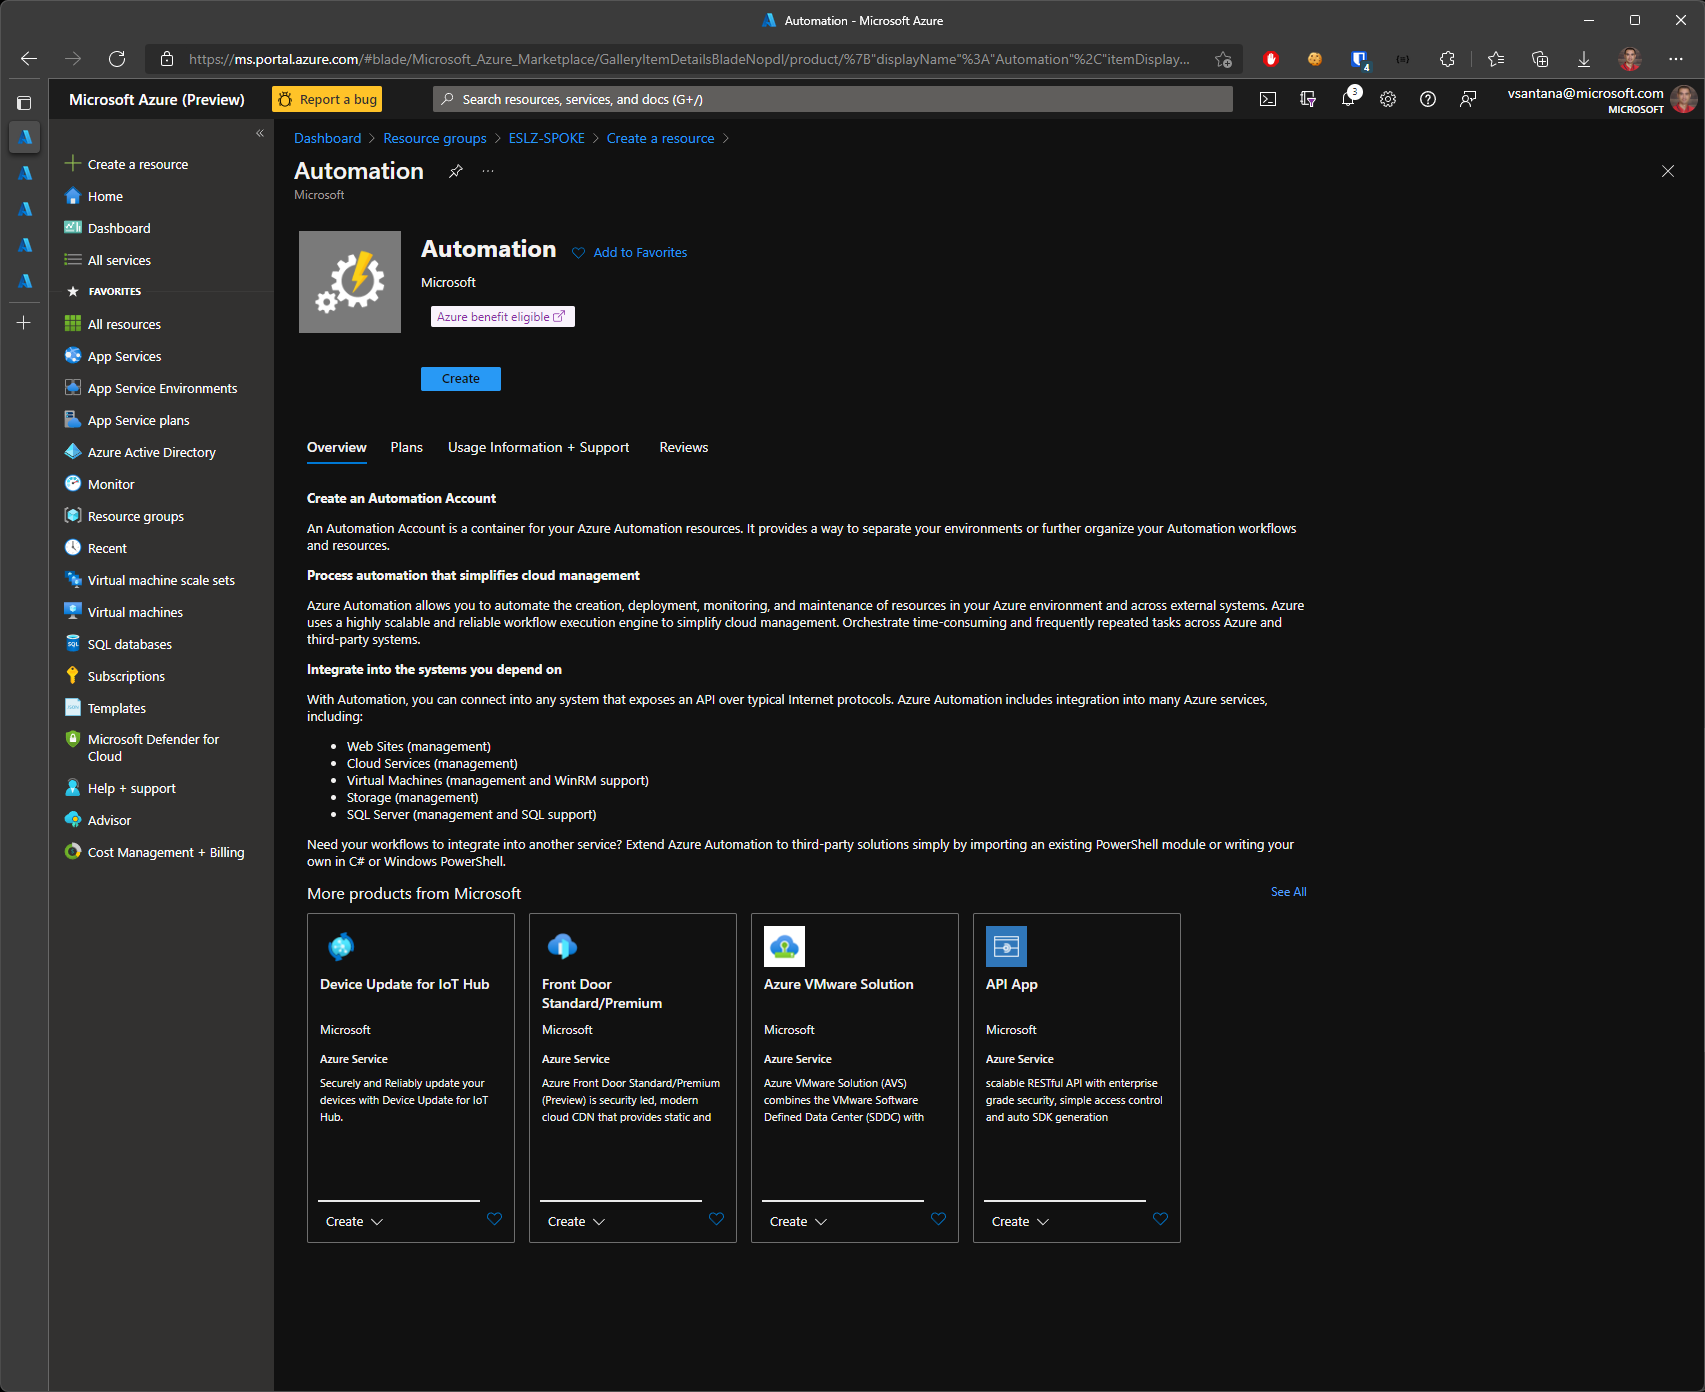 Automation - Microsoft Azure
https://ms.portal.azure.com/#blade/Microsoft_Azure_Marketplace/GalleryItemDetailsBladeNopdl/product/%7B"displayName"%3A"Automation"%2C"itemDisplay...
4
Microsoft Azure (Preview)
Report a bug
Search resources, services, and docs (G+/)
3
vsantana@microsoft.com
MICROSOFT
«
Create a resource
Home
Dashboard
All services
FAVORITES
All resources
App Services
App Service Environments
App Service plans
Azure Active Directory
Monitor
Resource groups
Recent
Virtual machine scale sets
Virtual machines
SQL databases
Subscriptions
Templates
Microsoft Defender for
Cloud
Help + support
Advisor
Cost Management + Billing
Dashboard > Resource groups > ESLZ-SPOKE > Create a resource >
Automation
...
Microsoft
Automation
Add to Favorites
Microsoft
Azure benefit eligible
Create
Overview Plans Usage Information + Support Reviews
Create an Automation Account
An Automation Account is a container for your Azure Automation resources. It provides a way to separate your environments or further organize your Automation workflows
and resources.
Process automation that simplifies cloud management
Azure Automation allows you to automate the creation, deployment, monitoring, and maintenance of resources in your Azure environment and across external systems. Azure
uses a highly scalable and reliable workflow execution engine to simplify cloud management. Orchestrate time-consuming and frequently repeated tasks across Azure and
third-party systems.
Integrate into the systems you depend on
With Automation, you can connect into any system that exposes an API over typical Internet protocols. Azure Automation includes integration into many Azure services,
including:
• Web Sites (management)
• Cloud Services (management)
• Virtual Machines (management and WinRM support)
• Storage (management)
• SQL Server (management and SQL support)
Need your workflows to integrate into another service? Extend Azure Automation to third-party solutions simply by importing an existing PowerShell module or writing your
own in C# or Windows PowerShell.
More products from Microsoft
See All
Device Update for IoT Hub
Microsoft
Azure Service
Securely and Reliably update your
devices with Device Update for IoT
Hub.
Create
Front Door
Standard/Premium
Microsoft
Azure Service
Azure Front Door Standard/Premium
(Preview) is security led, modern
cloud CDN that provides static and
Create
Azure VMware Solution
Microsoft
Azure Service
Azure VMware Solution (AVS)
combines the VMware Software
Defined Data Center (SDDC) with
Create
API App
Microsoft
Azure Service
scalable RESTful API with enterprise
grade security, simple access control
and auto SDK generation
Create